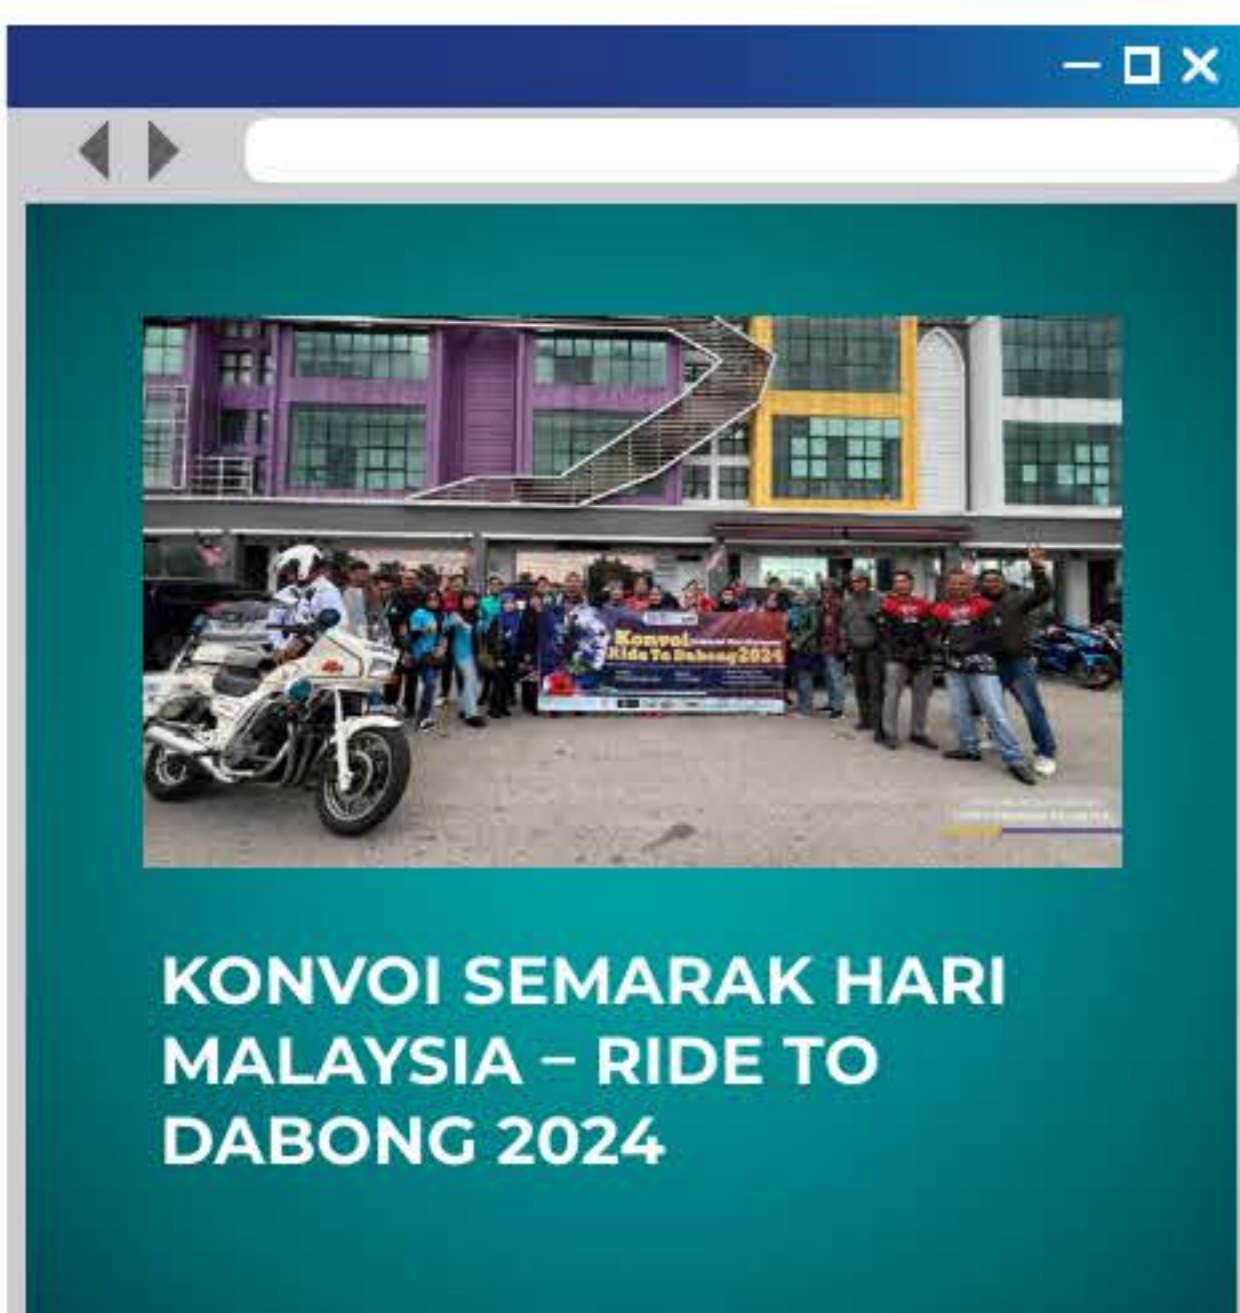 Konvoi
Ride To Dabong 2024
KONVOI SEMARAK HARI
MALAYSIA – RIDE TO
DABONG 2024